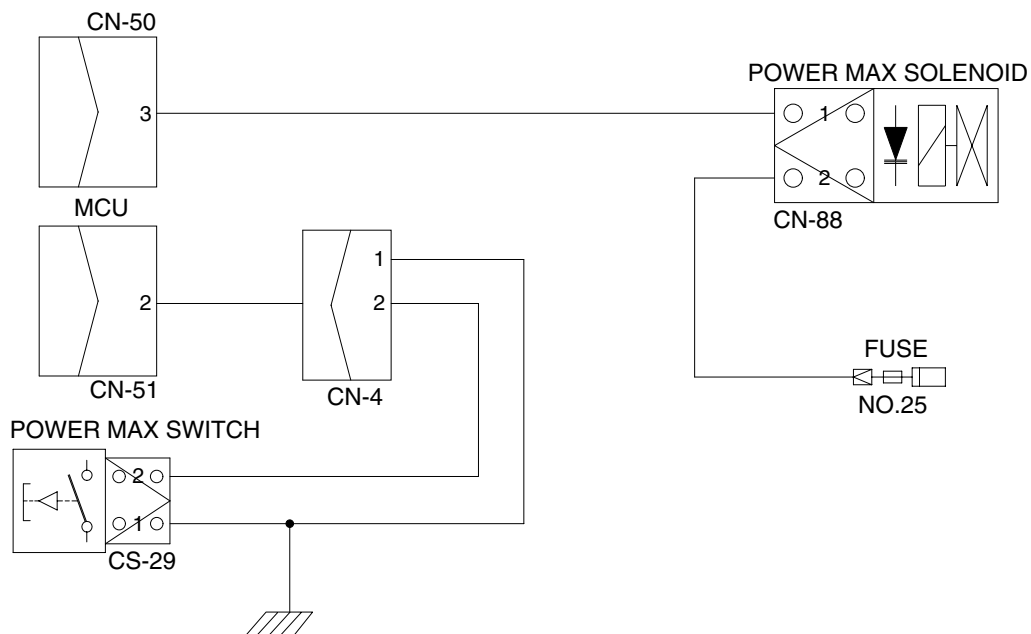 CN-50
3
POWER MAX SOLENOID
1
2
CN-88
MCU
2
CN-51
1
2
CN-4
FUSE
NO.25
POWER MAX SWITCH
2
1
CS-29